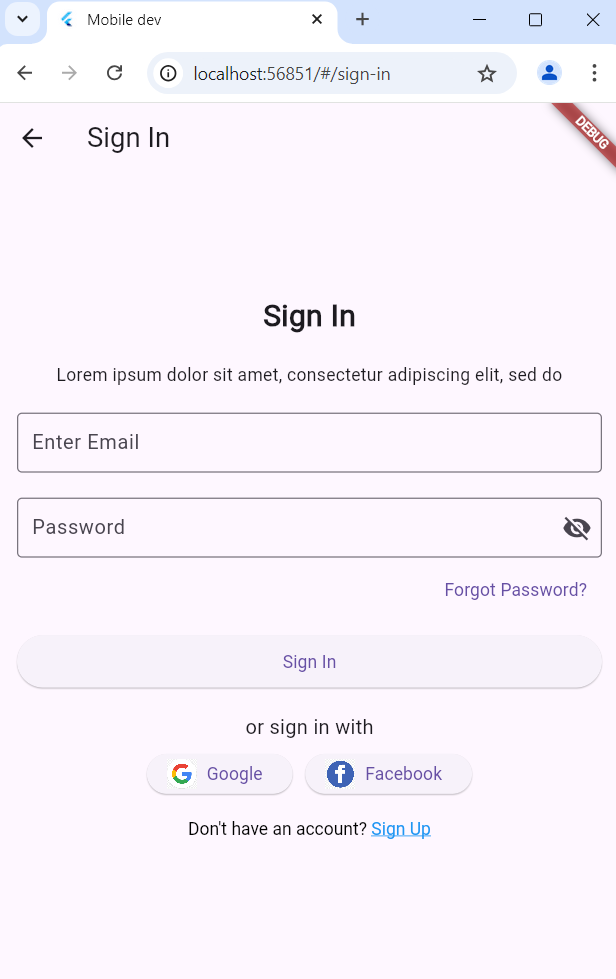 Mobile dev
localhost:56851/#/sign-in
Sign In
DEBUG
Sign In
Lorem ipsum dolor sit amet, consectetur adipiscing elit, sed do
Enter Email
Password
Forgot Password?
Sign In
or sign in with
Google
Facebook
Don't have an account? Sign Up